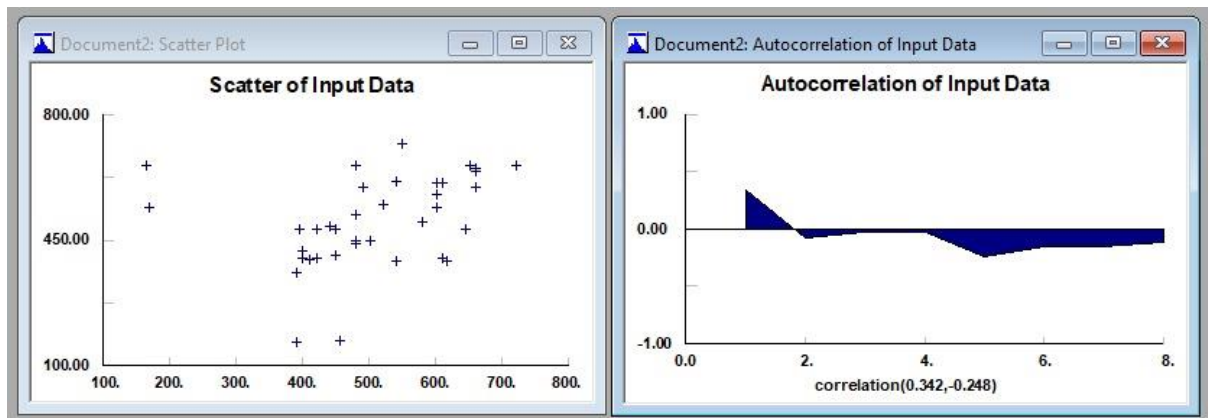 Document2: Scatter Plot
Scatter of Input Data
800.00
450.00
100.00
100. 200. 300. 400. 500. 600. 700. 800.
Document2: Autocorrelation of Input Data
Autocorrelation of Input Data
1.00
0.00
-1.00
0.0 2. 4. 6. 8.
correlation(0.342,-0.248)